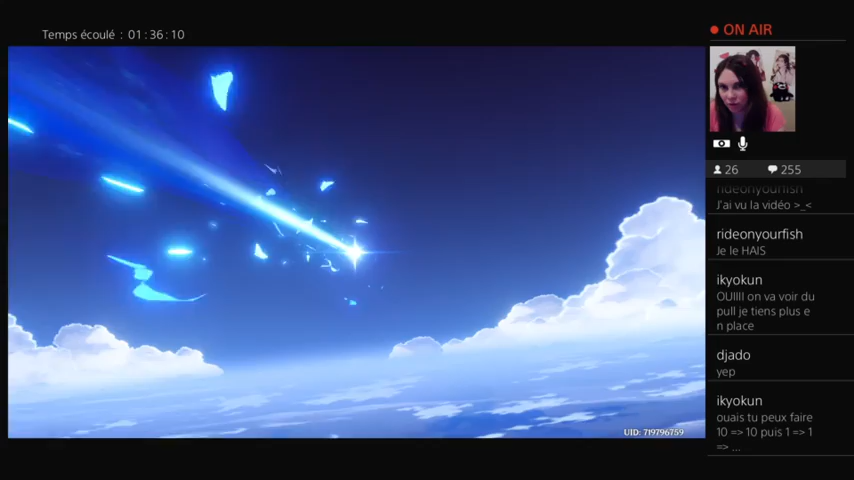 Temps écoulé : 01:36:10
ON AIR
26 255
rideonyourfish
J'ai vu la vidéo >_<
rideonyourfish
Je le HAIS
ikyokun
OUIIII on va voir du
pull je tiens plus e
n place
djado
yep
ikyokun
ouais tu peux faire
10 => 10 puis 1 => 1
=> ...
UID: 719796759